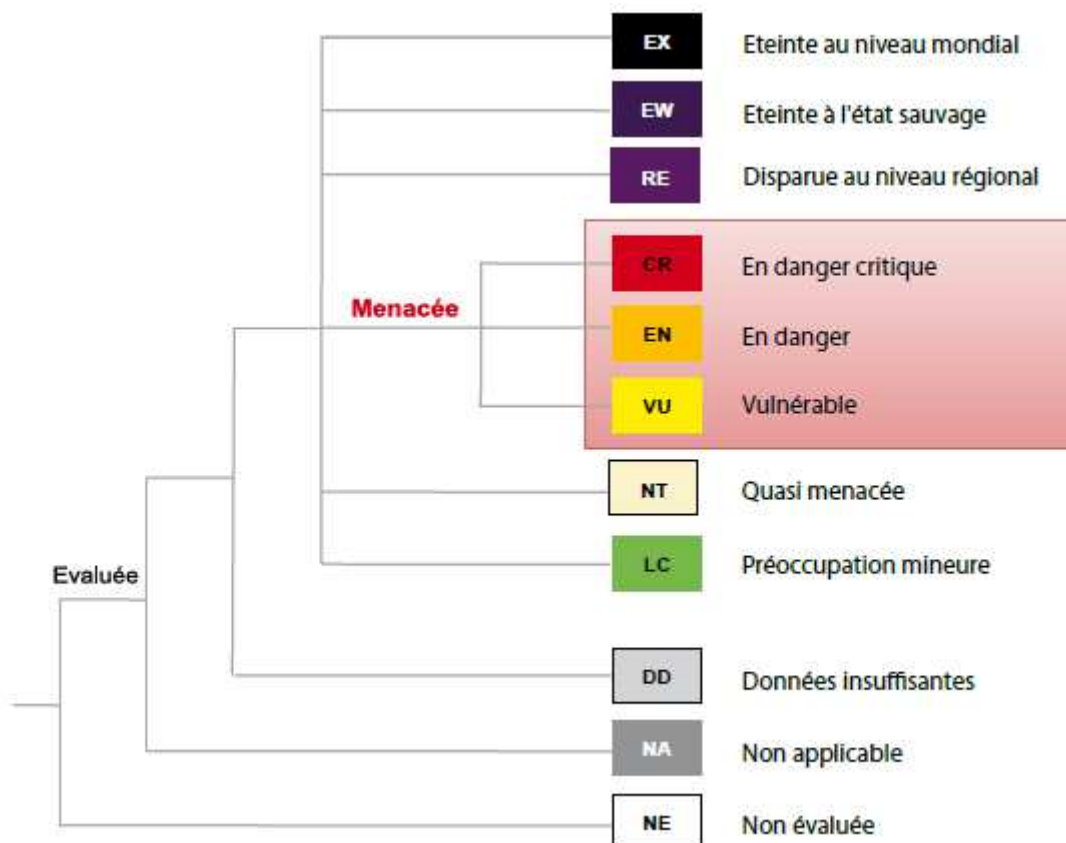 EX Eteinte au niveau mondial
EW Eteinte à l'état sauvage
RE Disparue au niveau régional
CR En danger critique
Menacée
EN En danger
VU Vulnérable
NT Quasi menacée
LC Préoccupation mineure
Evaluée
DD Données insuffisantes
NA Non applicable
NE Non évaluée